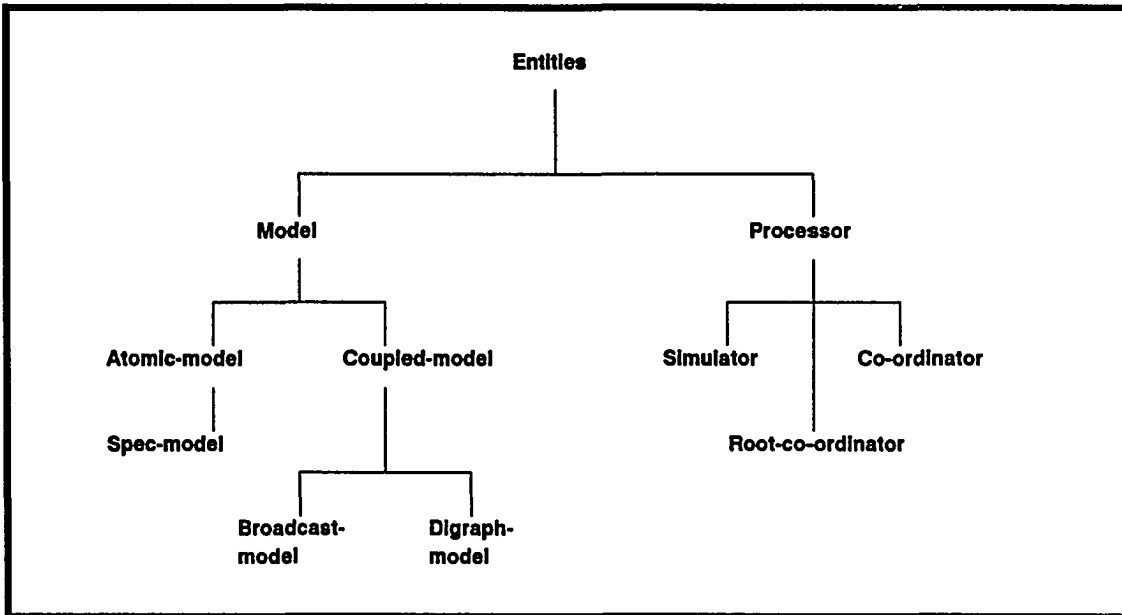 Entities
Model
Processor
Atomic-model
Coupled-model
Simulator
Co-ordinator
Spec-model
Root-co-ordinator
Broadcast-
model
Digraph-
model